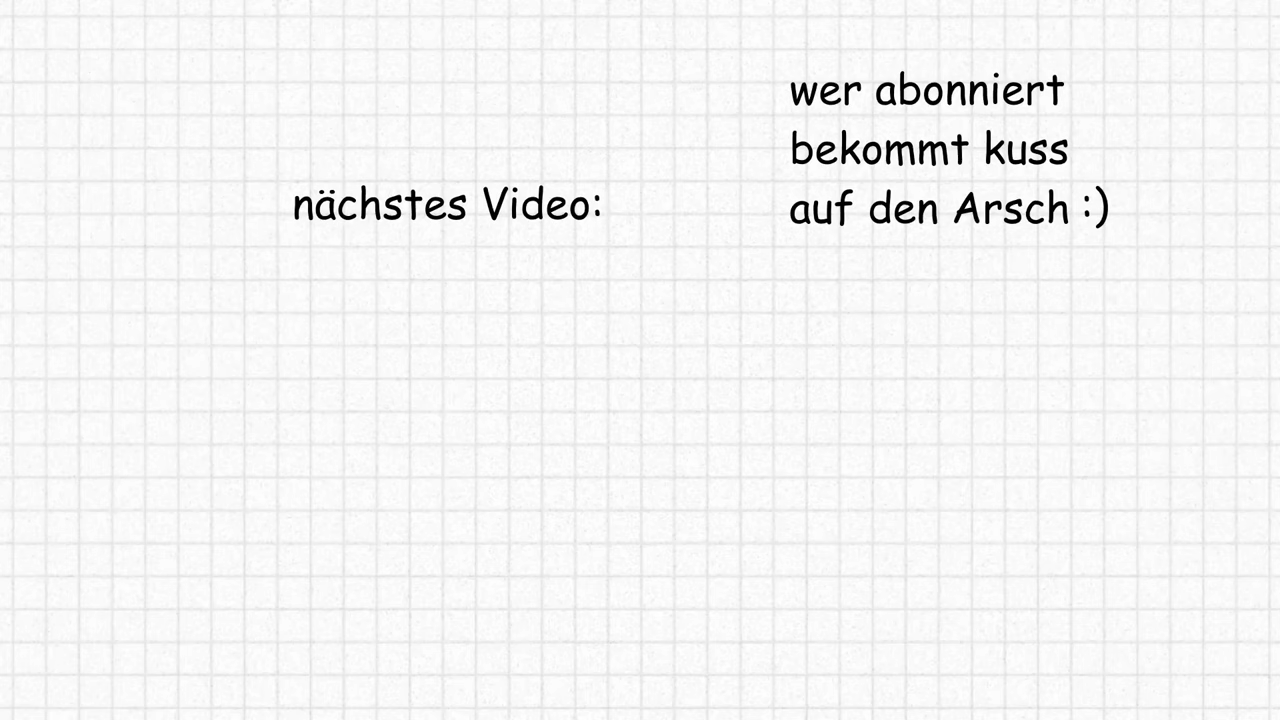 nächstes Video:
wer abonniert
bekommt kuss
auf den Arsch :)